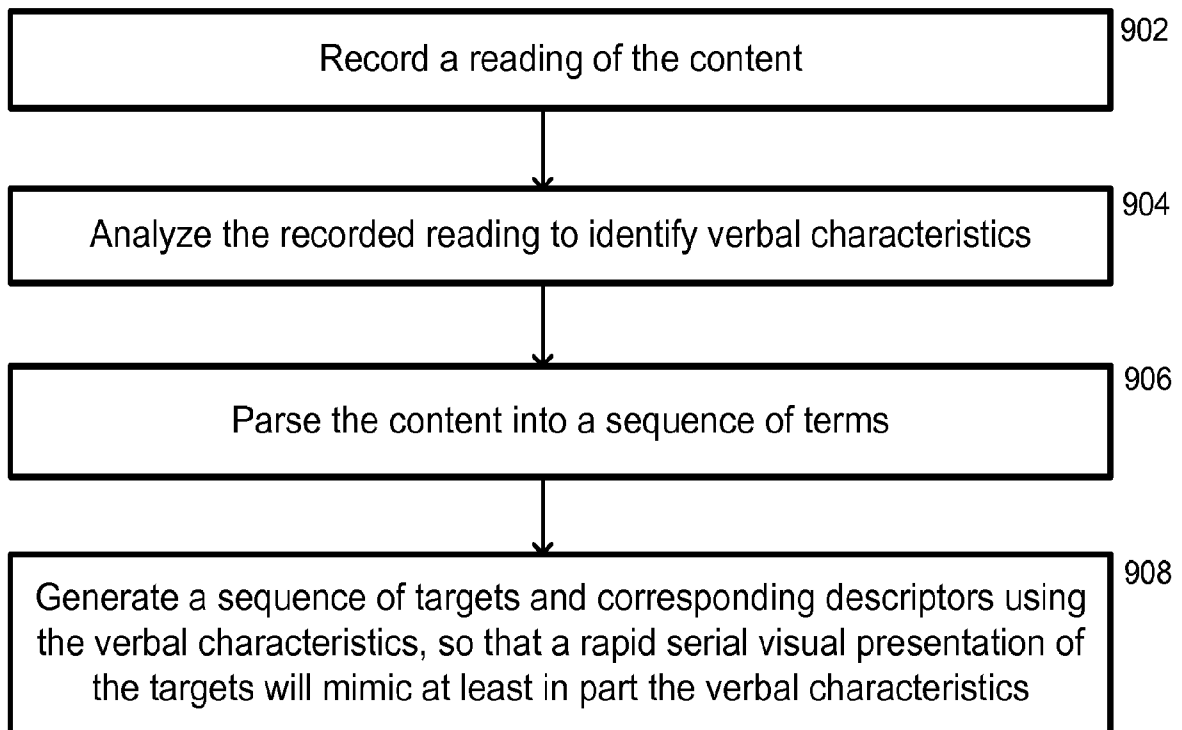 902
Record a reading of the content
904
Analyze the recorded reading to identify verbal characteristics
906
Parse the content into a sequence of terms
908
Generate a sequence of targets and corresponding descriptors using
the verbal characteristics, so that a rapid serial visual presentation of
the targets will mimic at least in part the verbal characteristics